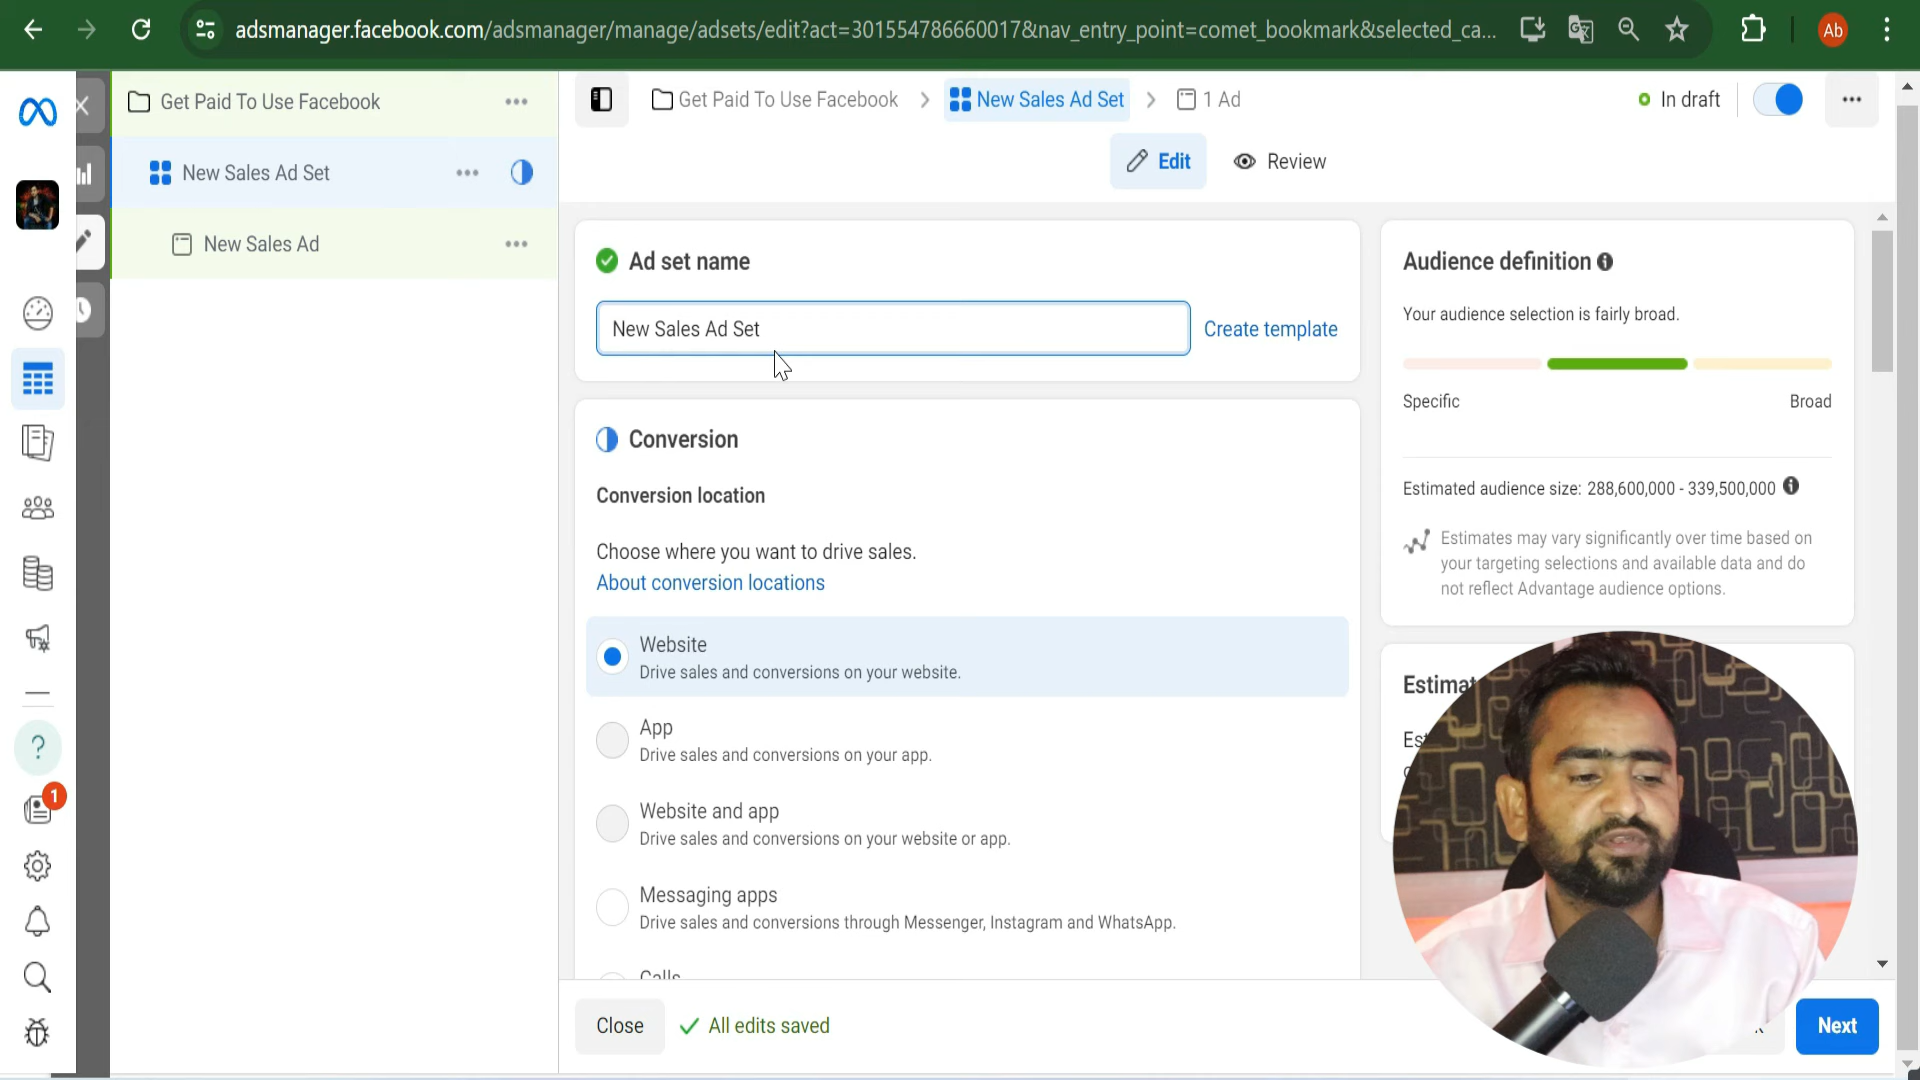 adsmanager.facebook.com/adsmanager/manage/adsets/edit?act=301554786660017&nav_entry_point=comet_bookmark&selected_ca...
Ab
Get Paid To Use Facebook
New Sales Ad Set
New Sales Ad
Get Paid To Use Facebook
New Sales Ad Set
1 Ad
In draft
Edit
Review
Ad set name
New Sales Ad Set
Create template
Conversion
Conversion location
Choose where you want to drive sales.
About conversion locations
Website
Drive sales and conversions on your website.
App
Drive sales and conversions on your app.
Website and app
Drive sales and conversions on your website or app.
Messaging apps
Drive sales and conversions through Messenger, Instagram and WhatsApp.
Calls
Audience definition
Your audience selection is fairly broad.
Specific
Broad
Estimated audience size: 288,600,000 - 339,500,000
Estimates may vary significantly over time based on
your targeting selections and available data and do
not reflect Advantage audience options.
1
?
Close
All edits saved
Next